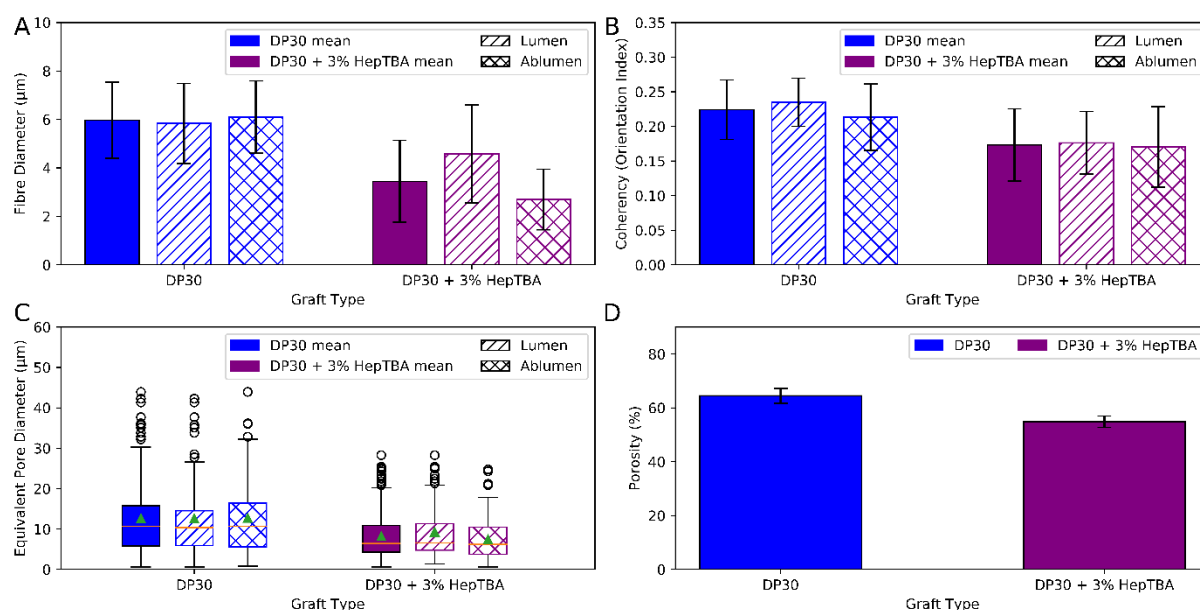 A
Fibre Diameter (µm)
10
8
6
4
2
0
DP30 mean
DP30 + 3% HepTBA mean
Lumen
Ablumen
DP30
DP30 + 3% HepTBA
Graft Type
B
Coherency (Orientation Index)
0.35
0.30
0.25
0.20
0.15
0.10
0.05
0.00
DP30 mean
DP30 + 3% HepTBA mean
Lumen
Ablumen
DP30
DP30 + 3% HepTBA
Graft Type
C
Equivalent Pore Diameter (µm)
60
50
40
30
20
10
0
DP30 mean
DP30 + 3% HepTBA mean
Lumen
Ablumen
DP30
DP30 + 3% HepTBA
Graft Type
D
Porosity (%)
80
60
40
20
0
DP30
DP30 + 3% HepTBA
DP30
DP30 + 3% HepTBA
Graft Type